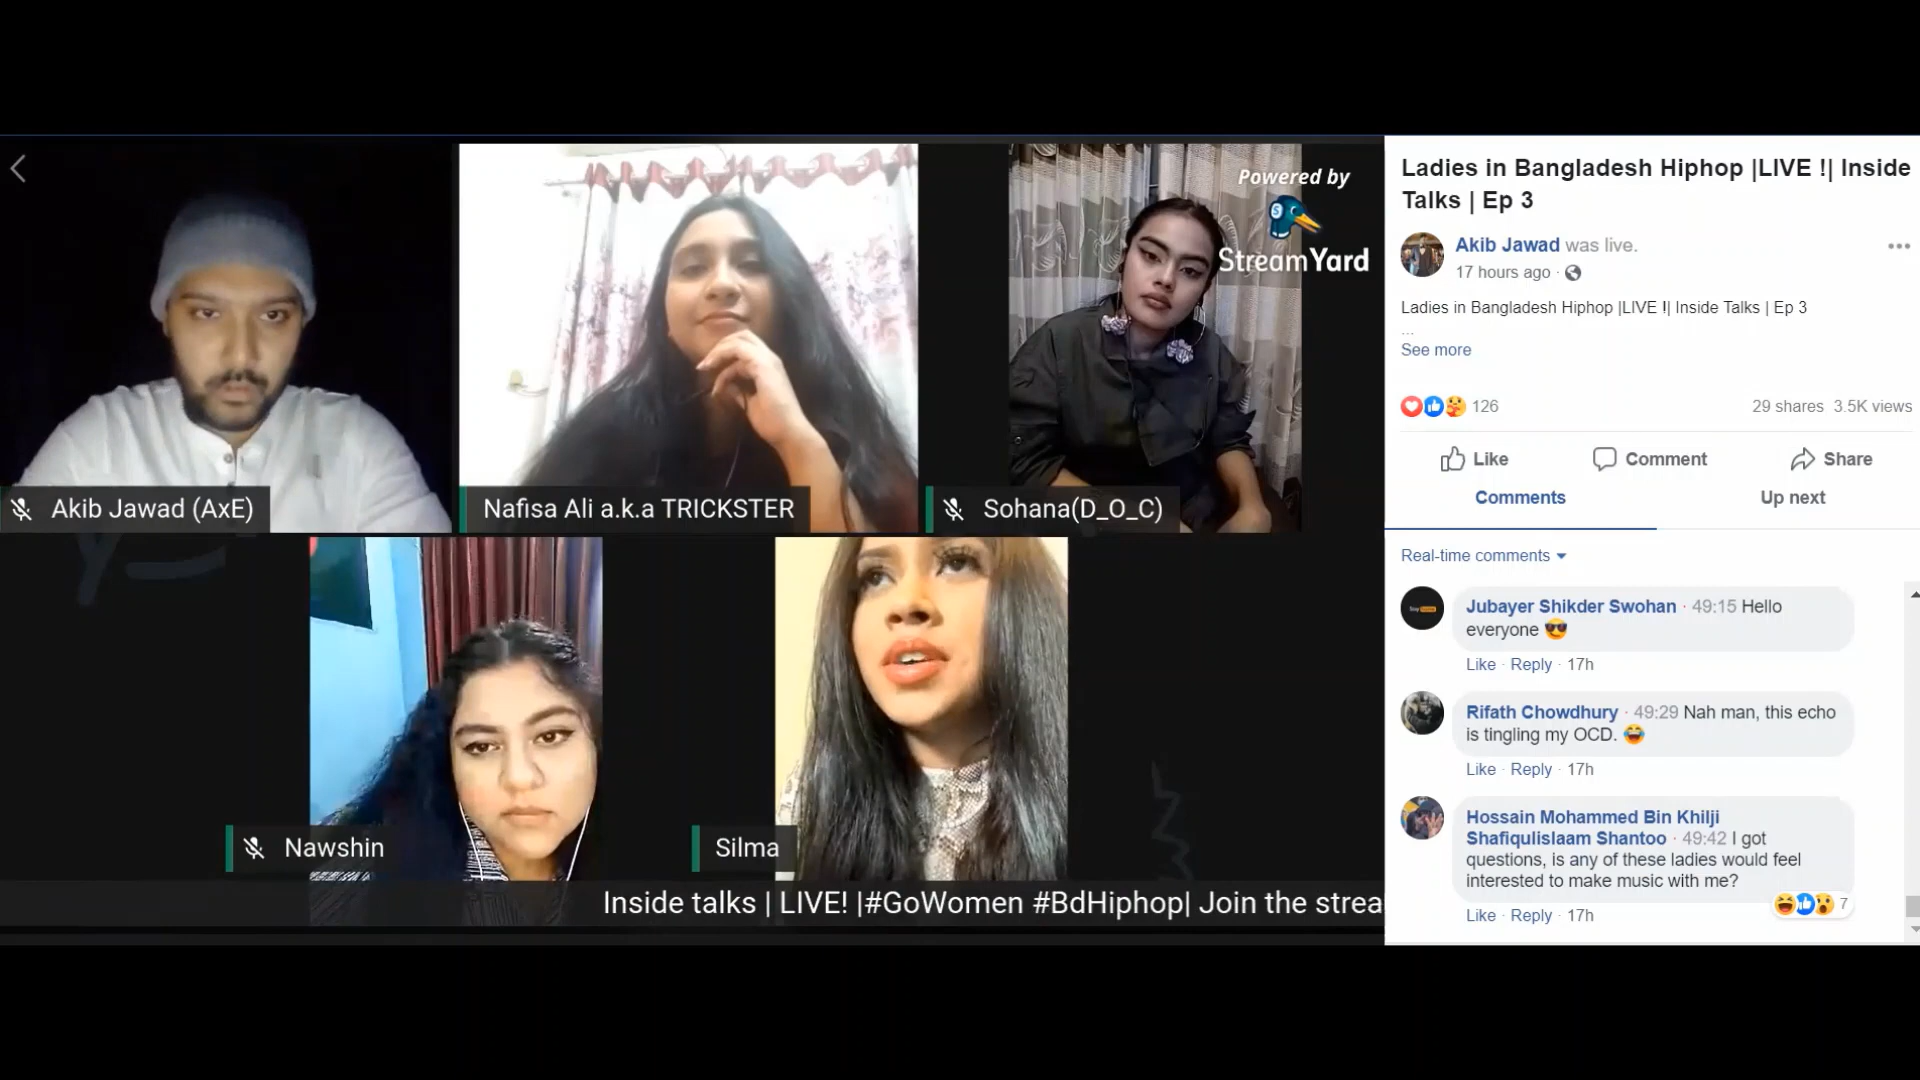 Powered by
StreamYard
Akib Jawad (AxE)
Nafisa Ali a.k.a TRICKSTER
Sohana(D_O_C)
Nawshin
Silma
Inside talks | LIVE! |#GoWomen #BdHiphop| Join the strea
Ladies in Bangladesh Hiphop |LIVE !| Inside
Talks | Ep 3
Akib Jawad was live.
17 hours ago ·
Ladies in Bangladesh Hiphop |LIVE !| Inside Talks | Ep 3
...
See more
126
29 shares 3.5K views
Like Comment Share
Comments Up next
Real-time comments
Jubayer Shikder Swohan · 49:15 Hello
everyone 😎
Like · Reply · 17h
Rifath Chowdhury · 49:29 Nah man, this echo
is tingling my OCD. 😂
Like · Reply · 17h
Hossain Mohammed Bin Khilji
Shafiqulislaam Shantoo · 49:42 I got
questions, is any of these ladies would feel
interested to make music with me?
7
Like · Reply · 17h